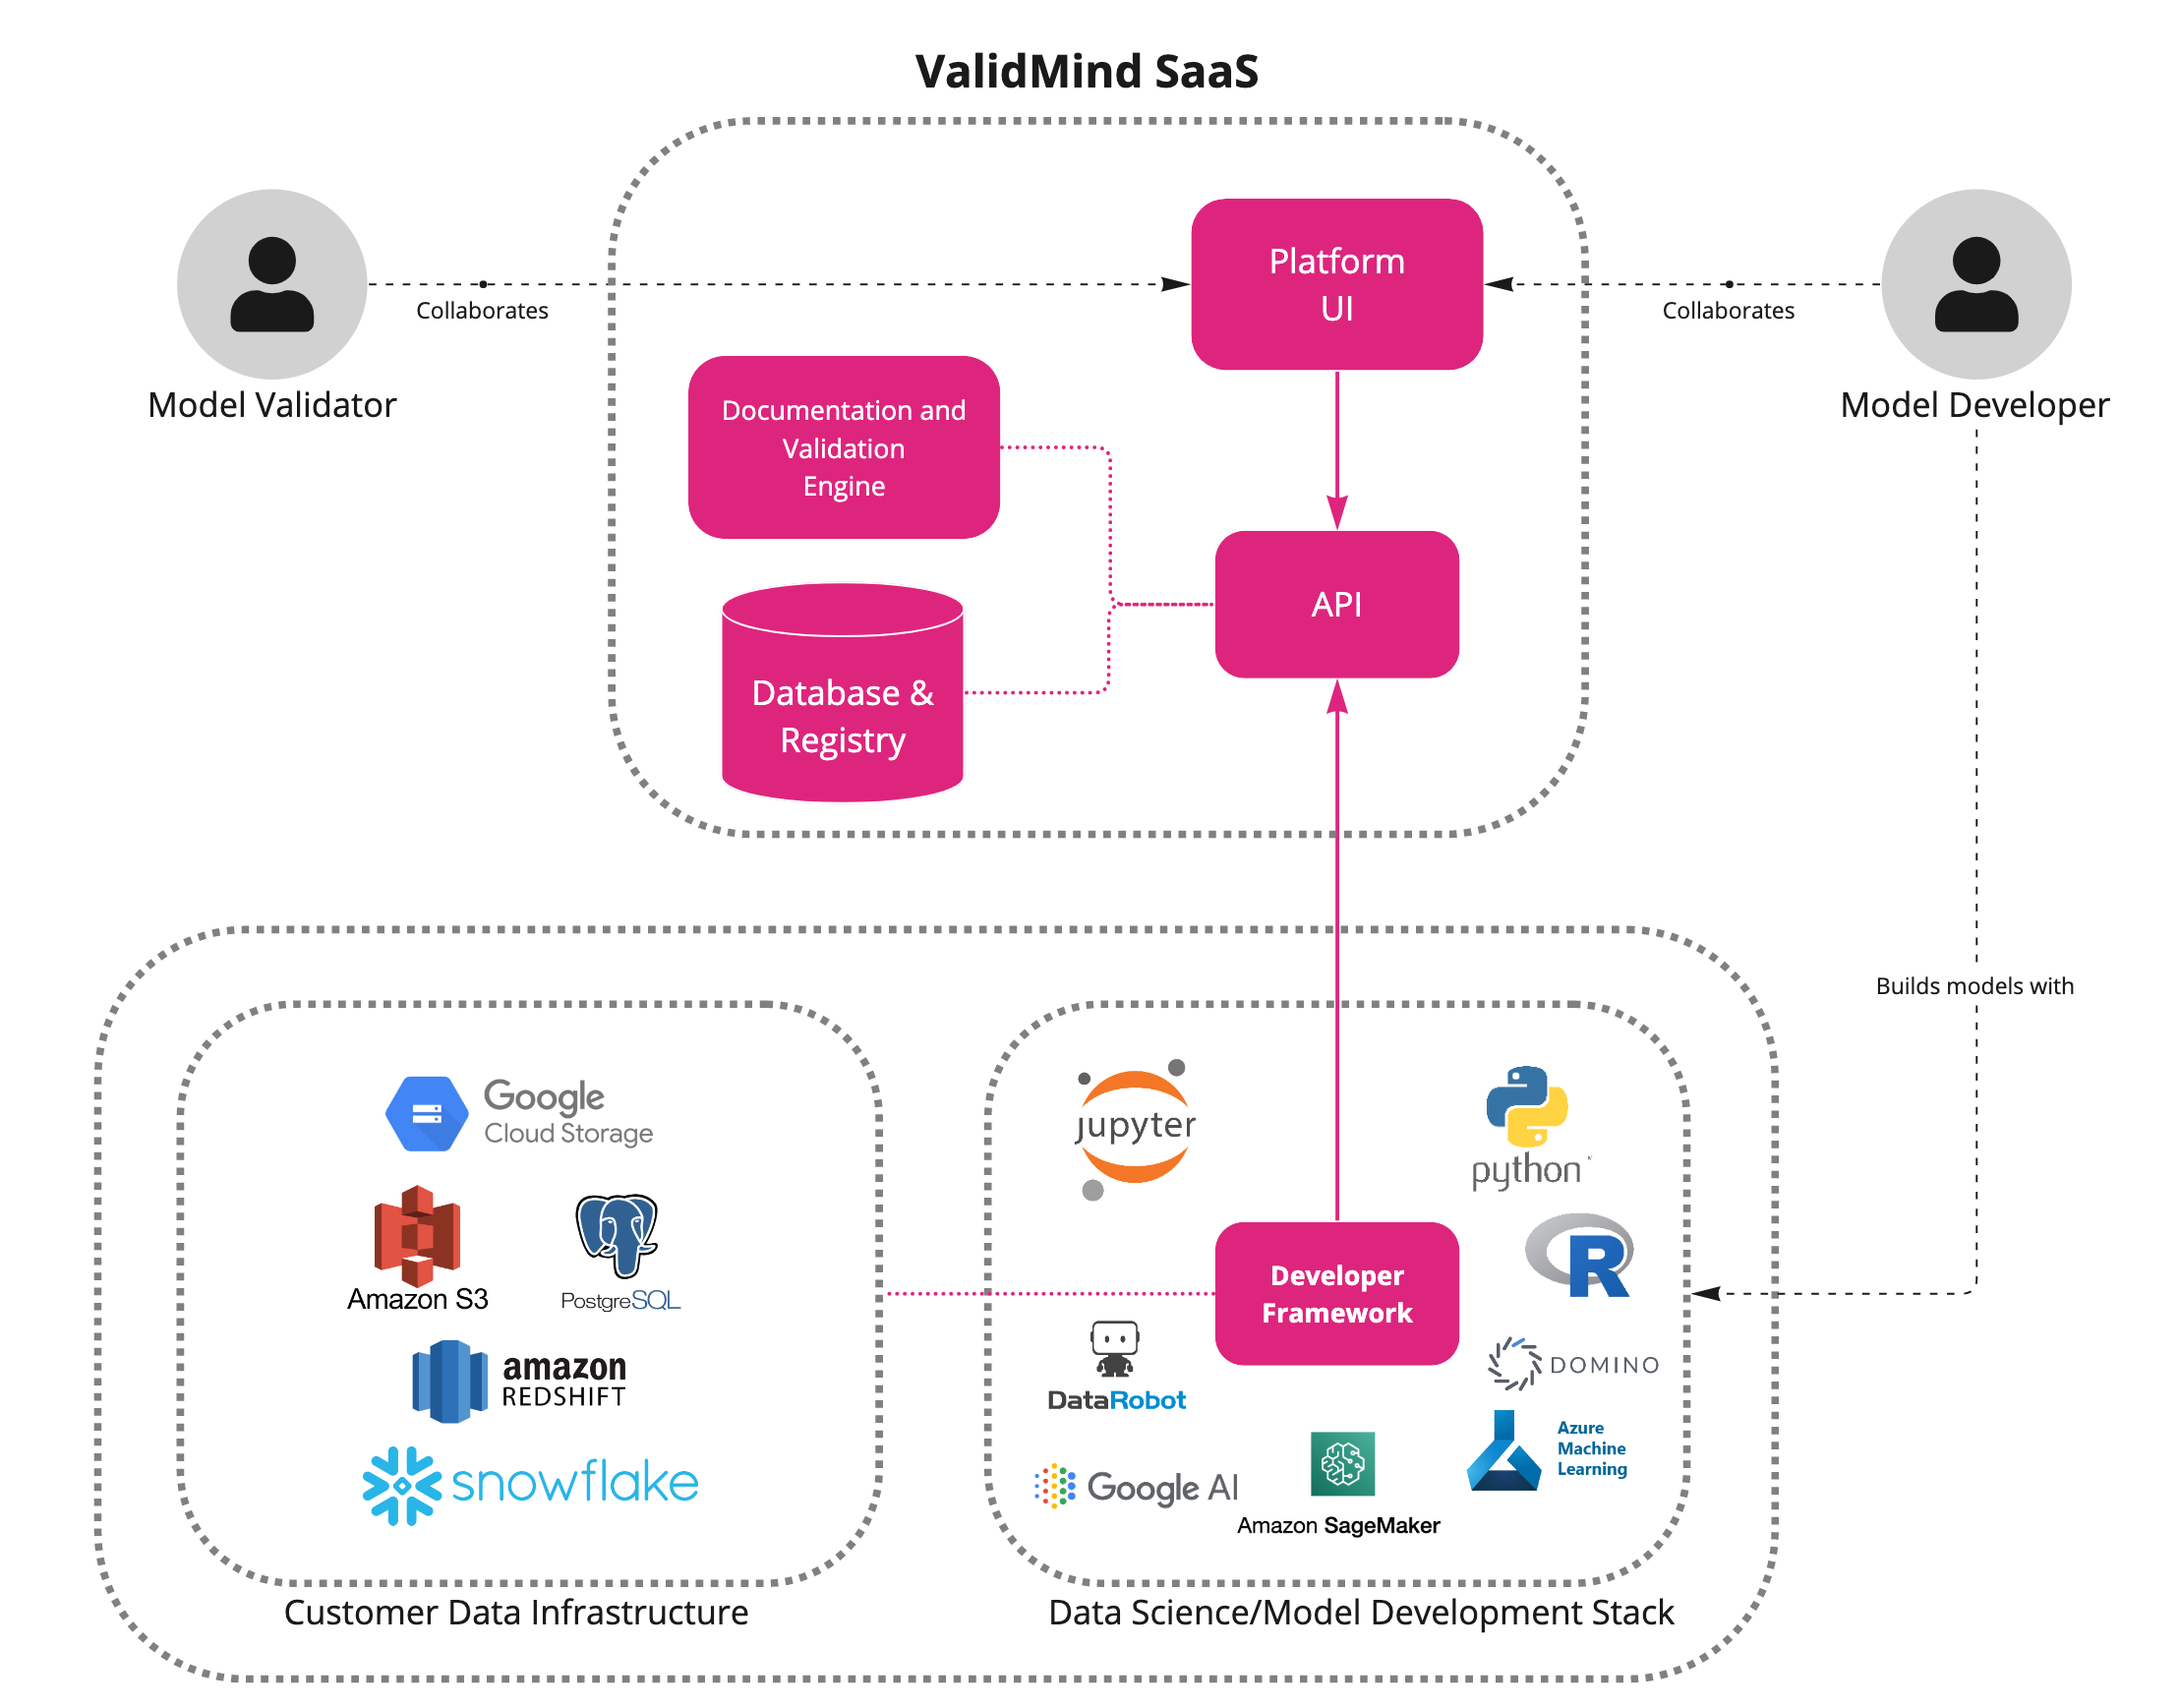 ValidMind SaaS
Platform
UI
Collaborates
Collaborates
Model Validator
Model Developer
Documentation and
Validation
Engine
API
Database &
Registry
Builds models with
Google
Cloud Storage
Amazon S3
PostgreSQL
amazon
REDSHIFT
snowflake
Customer Data Infrastructure
jupyter
python
R
Developer
Framework
DataRobot
DOMINO
Azure
Machine
Learning
Google AI
Amazon SageMaker
Data Science/Model Development Stack